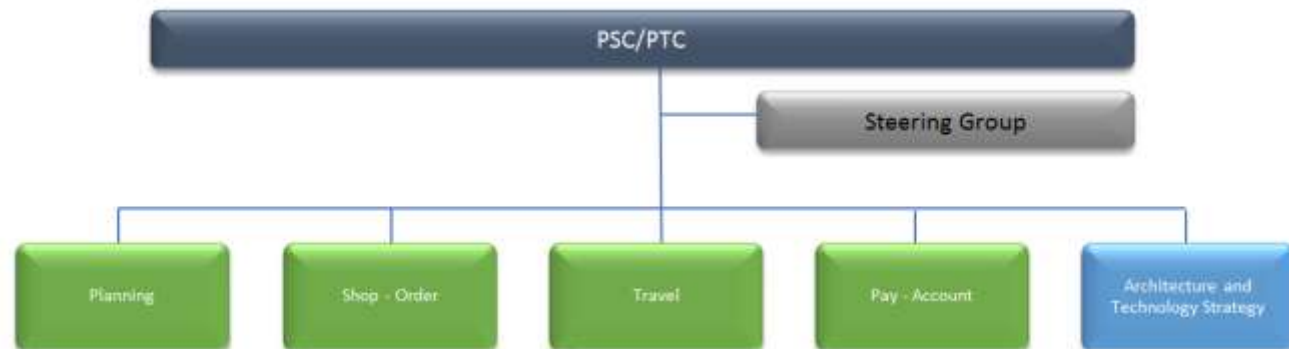 PSC/PTC
Steering Group
Planning
Shop - Order
Travel
Pay - Account
Architecture and
Technology Strategy